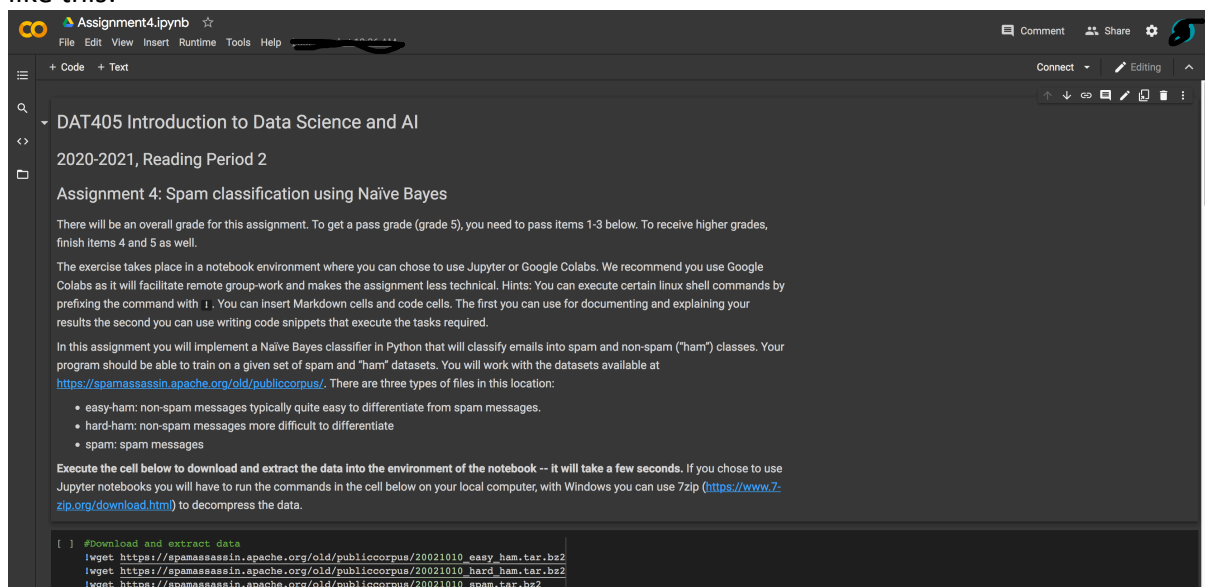 like this:
Assignment4.ipynb
Comment
Share
File Edit View Insert Runtime Tools Help
+ Code + Text
Connect
Editing
DAT405 Introduction to Data Science and AI
2020-2021, Reading Period 2
Assignment 4: Spam classification using Naïve Bayes
There will be an overall grade for this assignment. To get a pass grade (grade 5), you need to pass items 1-3 below. To receive higher grades,
finish items 4 and 5 as well.
The exercise takes place in a notebook environment where you can chose to use Jupyter or Google Colabs. We recommend you use Google
Colabs as it will facilitate remote group-work and makes the assignment less technical. Hints: You can execute certain linux shell commands by
prefixing the command with !. You can insert Markdown cells and code cells. The first you can use for documenting and explaining your
results the second you can use writing code snippets that execute the tasks required.
In this assignment you will implement a Naïve Bayes classifier in Python that will classify emails into spam and non-spam (“ham”) classes. Your
program should be able to train on a given set of spam and “ham” datasets. You will work with the datasets available at
https://spamassassin.apache.org/old/publiccorpus/. There are three types of files in this location:
• easy-ham: non-spam messages typically quite easy to differentiate from spam messages.
• hard-ham: non-spam messages more difficult to differentiate
• spam: spam messages
Execute the cell below to download and extract the data into the environment of the notebook -- it will take a few seconds. If you chose to use
Jupyter notebooks you will have to run the commands in the cell below on your local computer, with Windows you can use 7zip (https://www.7-
zip.org/download.html) to decompress the data.
[ ] #Download and extract data
!wget https://spamassassin.apache.org/old/publiccorpus/20021010_easy_ham.tar.bz2
!wget https://spamassassin.apache.org/old/publiccorpus/20021010_hard_ham.tar.bz2
!wget https://spamassassin.apache.org/old/publiccorpus/20021010_spam.tar.bz2